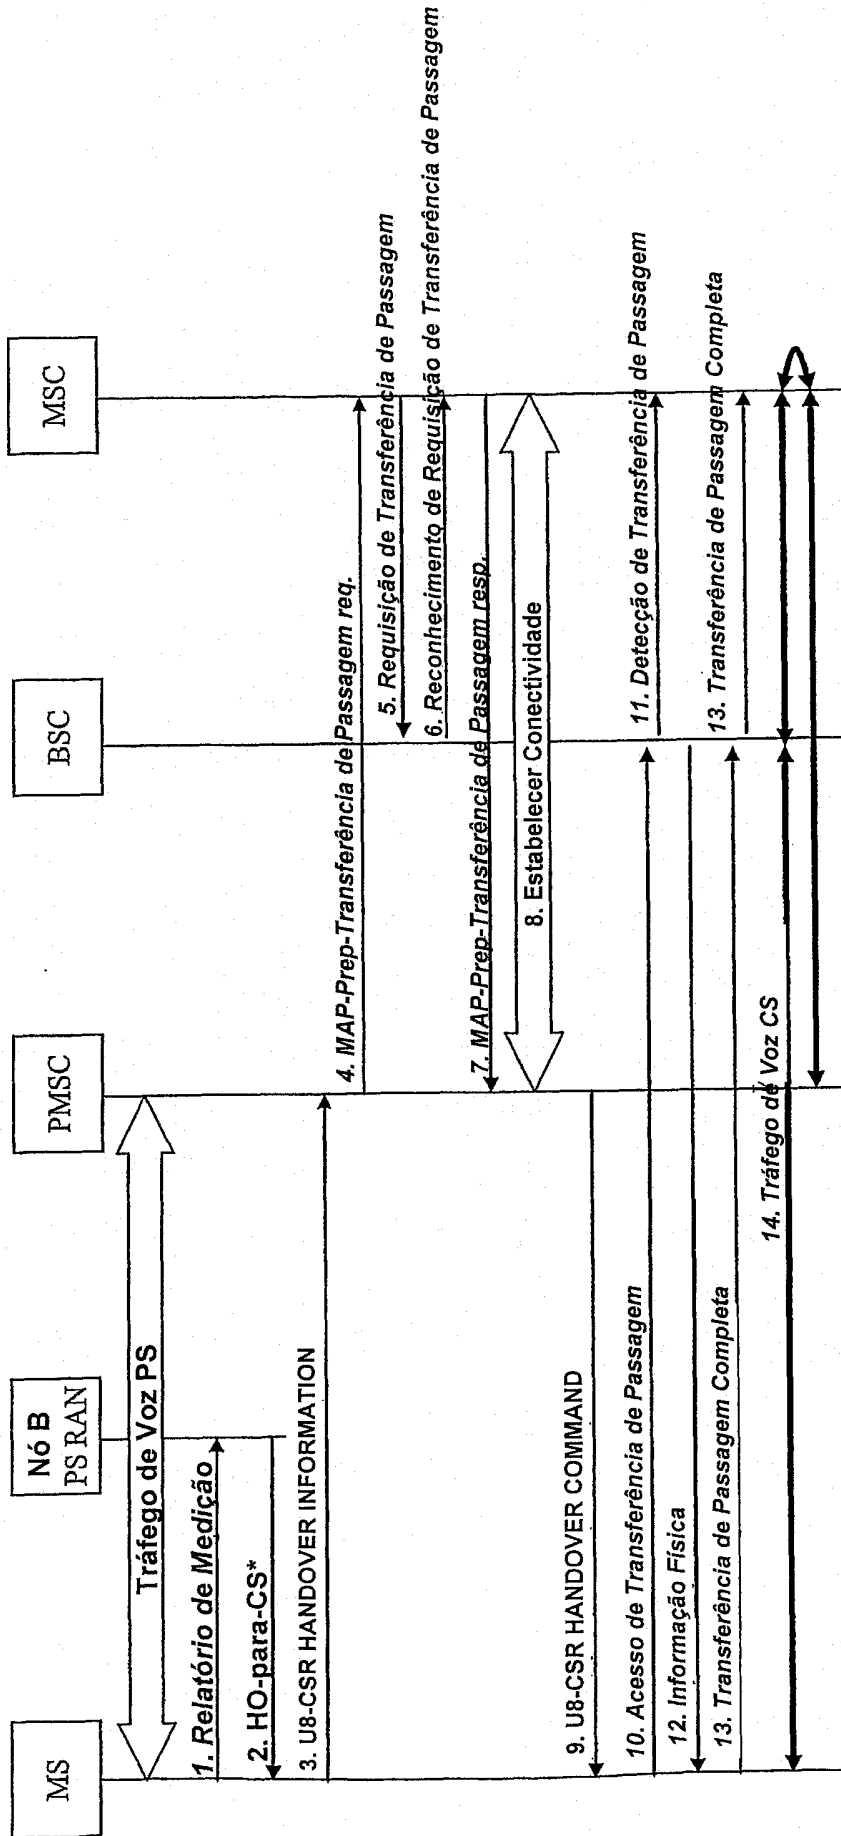 MS
Nó B
PS RAN
PMSC
BSC
MSC
Tráfego de Voz PS
1. Relatório de Medição
2. HO-para-CS*
3. U8-CSR HANDOVER INFORMATION
4. MAP-Prep-Transferência de Passagem req.
5. Requisição de Transferência de Passagem
6. Reconhecimento de Requisição de Transferência de Passagem
7. MAP-Prep-Transferência de Passagem resp.
8. Estabelecer Conectividade
9. U8-CSR HANDOVER COMMAND
10. Acesso de Transferência de Passagem
11. Detecção de Transferência de Passagem
12. Informação Física
13. Transferência de Passagem Completa
13. Transferência de Passagem Completa
14. Tráfego de Voz CS